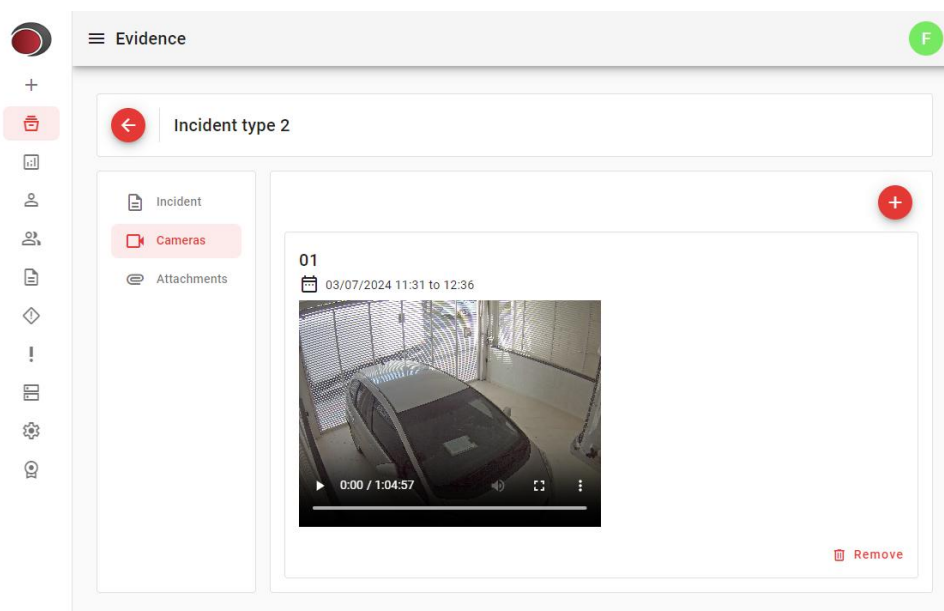 Evidence
F
Incident type 2
Incident
Cameras
Attachments
01
03/07/2024 11:31 to 12:36
0:00 / 1:04:57
Remove